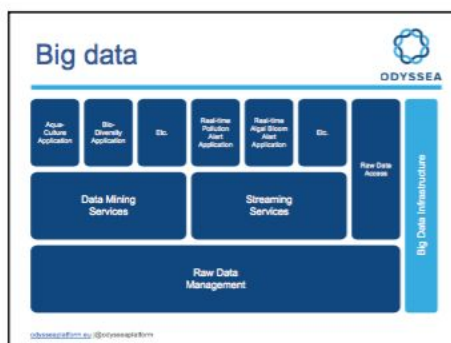 Big data
ODYSSEA
Aqua-
Culture
Application
Bio-
Diversity
Application
Etc.
Real-time
Pollution
Alert
Application
Real-time
Algal Bloom
Alert
Application
Etc.
Raw Data
Access
Big Data Infrastructure
Data Mining
Services
Streaming
Services
Raw Data
Management
odysseaplatform.eu |@odysseaplatform